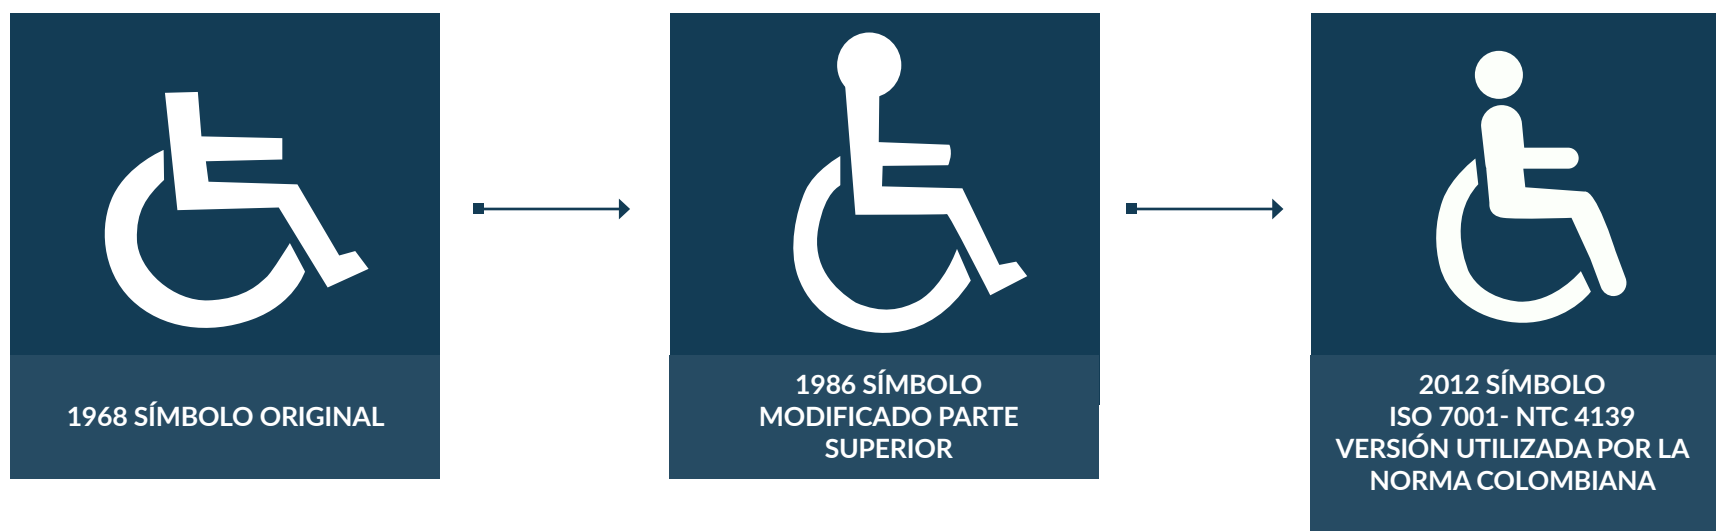 1968 SÍMBOLO ORIGINAL
1986 SÍMBOLO
MODIFICADO PARTE
SUPERIOR
2012 SÍMBOLO
ISO 7001- NTC 4139
VERSIÓN UTILIZADA POR LA
NORMA COLOMBIANA